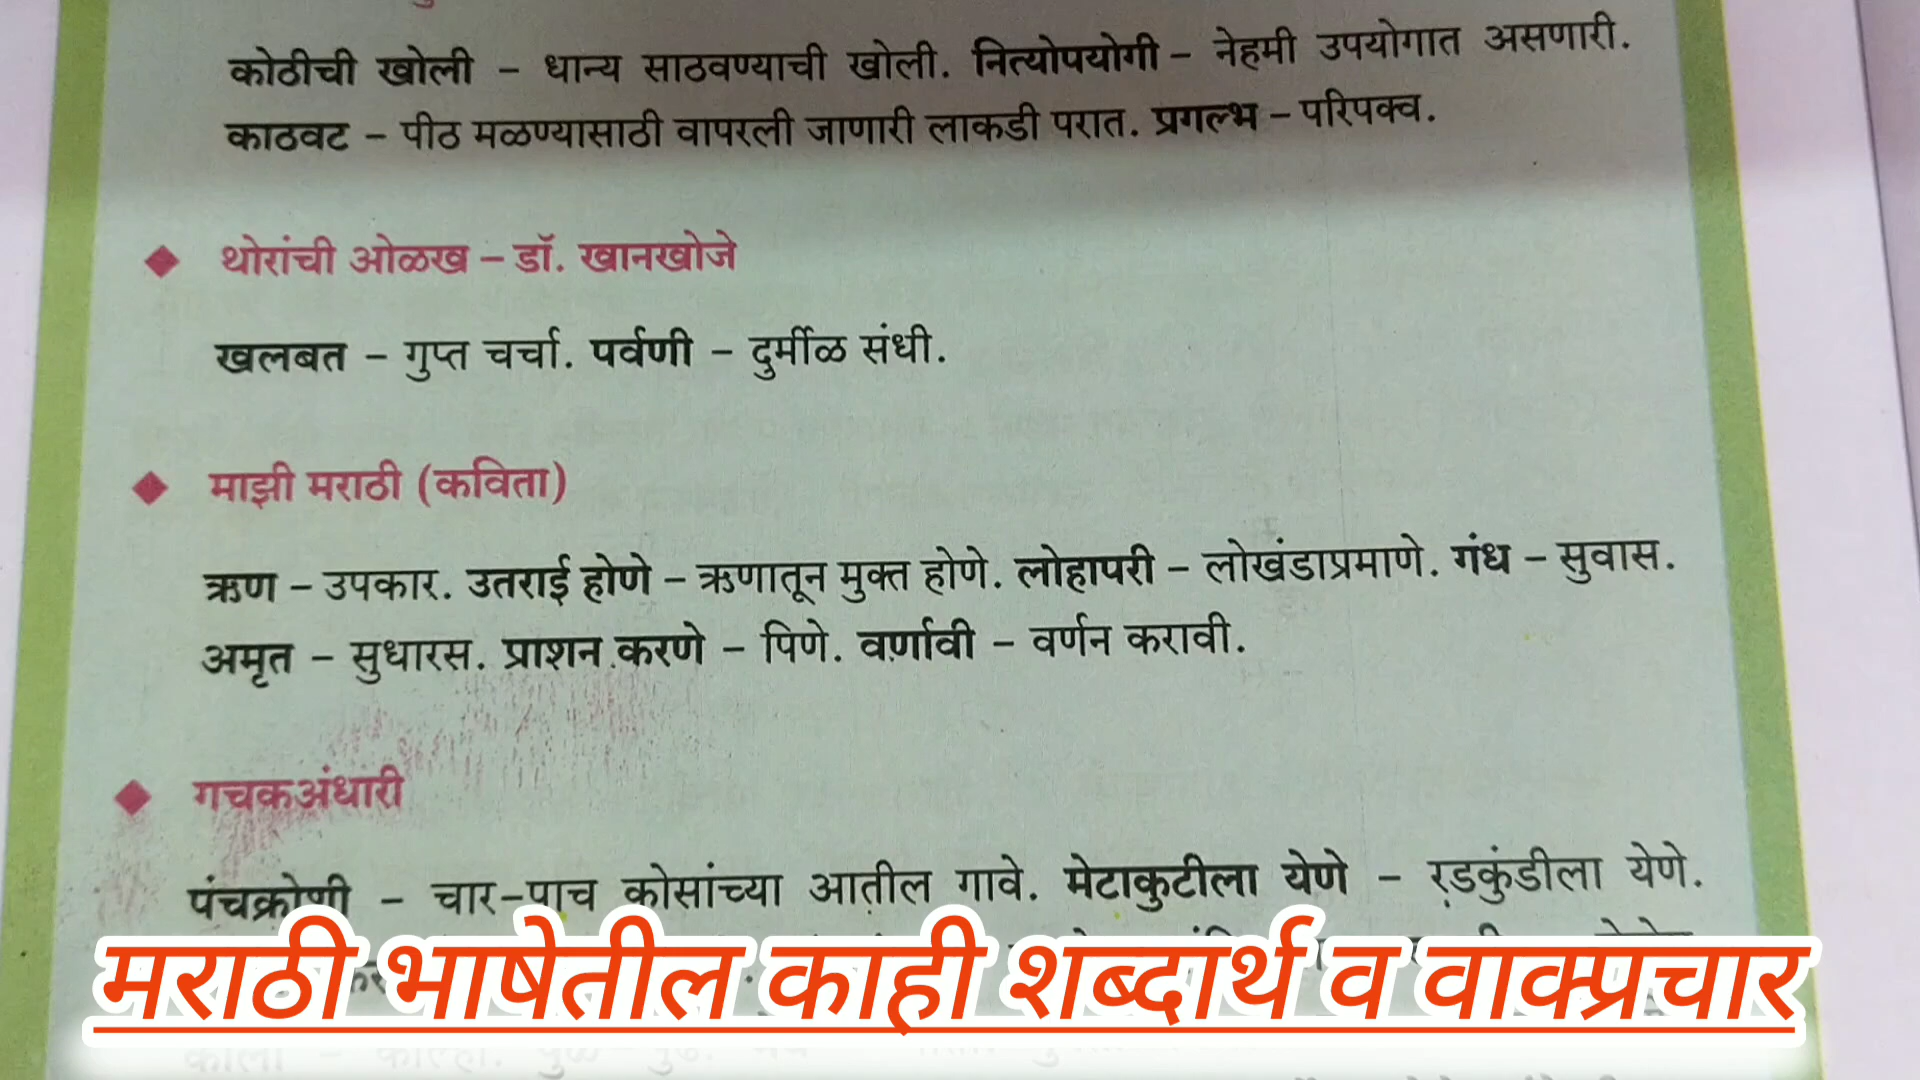 कोठीची खोली – धान्य साठवण्याची खोली. नित्योपयोगी – नेहमी उपयोगात असणारी.
काठवट – पीठ मळण्यासाठी वापरली जाणारी लाकडी परात. प्रगल्भ – परिपक्व.
◆ थोरांची ओळख – डॉ. खानखोजे
खलबत – गुप्त चर्चा. पर्वणी – दुर्मीळ संधी.
◆ माझी मराठी (कविता)
ऋण – उपकार. उतराई होणे – ऋणातून मुक्त होणे. लोहापरी – लोखंडाप्रमाणे. गंध – सुवास.
अमृत – सुधारस. प्राशन करणे – पिणे. वर्णावी – वर्णन करावी.
◆ गचकअंधारी
पंचक्रोशी – चार-पाच कोसांच्या आतील गावे. मेटाकुटीला येणे – रडकुंडीला येणे.
मराठी भाषेतील काही शब्दार्थ व वाक्प्रचार